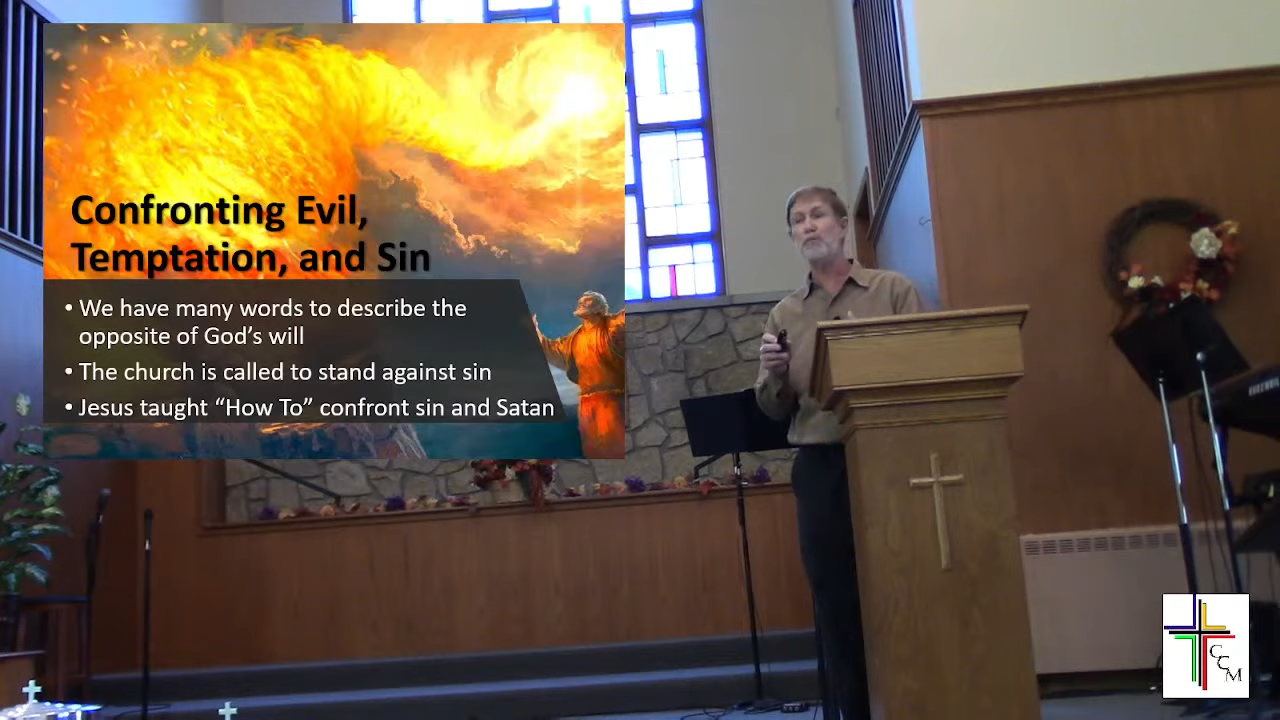 Confronting Evil,
Temptation, and Sin
• We have many words to describe the
opposite of God's will
• The church is called to stand against sin
• Jesus taught “How To” confront sin and Satan
CCM